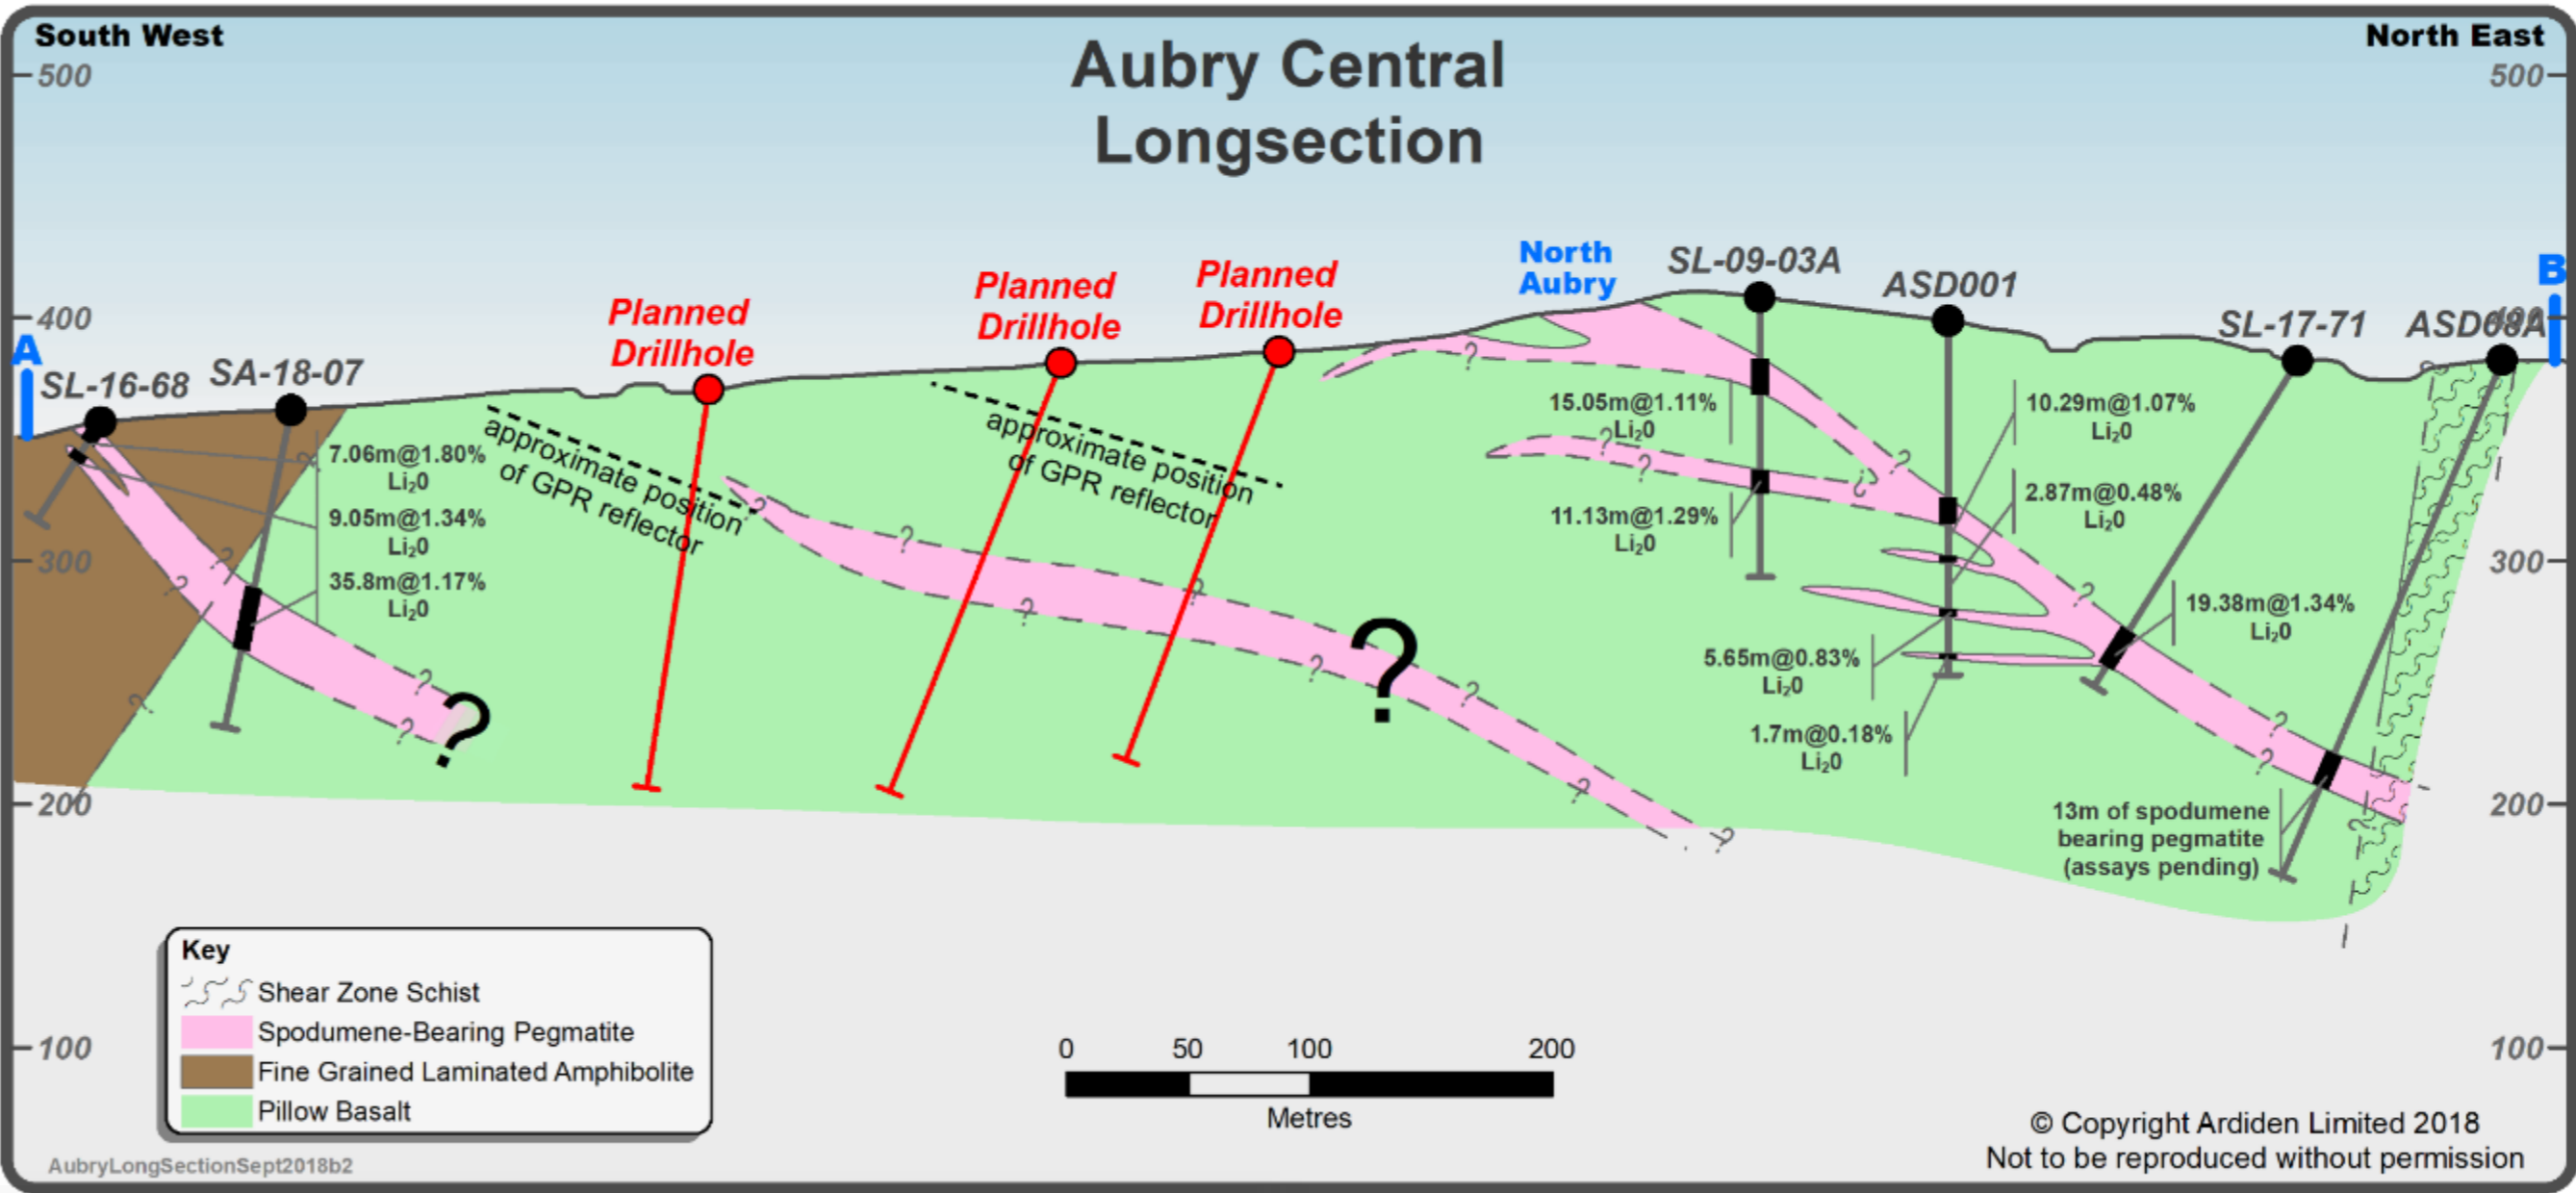 South West
North East
Aubry Central
Longsection
500
500
North
Aubry
SL-09-03A
Planned
Drillhole
Planned
Drillhole
ASD001
B
Planned
Drillhole
400
400
SL-17-71
ASD08A
A
SL-16-68
SA-18-07
7.06m@1.80%
Li₂0
9.05m@1.34%
Li₂0
35.8m@1.17%
Li₂0
approximate position
of GPR reflector
approximate position
of GPR reflector
15.05m@1.11%
Li₂0
11.13m@1.29%
Li₂0
10.29m@1.07%
Li₂0
2.87m@0.48%
Li₂0
300
300
19.38m@1.34%
Li₂0
5.65m@0.83%
Li₂0
1.7m@0.18%
Li₂0
?
?
200
200
13m of spodumene
bearing pegmatite
(assays pending)
Key
Shear Zone Schist
Spodumene-Bearing Pegmatite
Fine Grained Laminated Amphibolite
Pillow Basalt
100
100
0 50 100 200
Metres
© Copyright Ardiden Limited 2018
Not to be reproduced without permission
AubryLongSectionSept2018b2